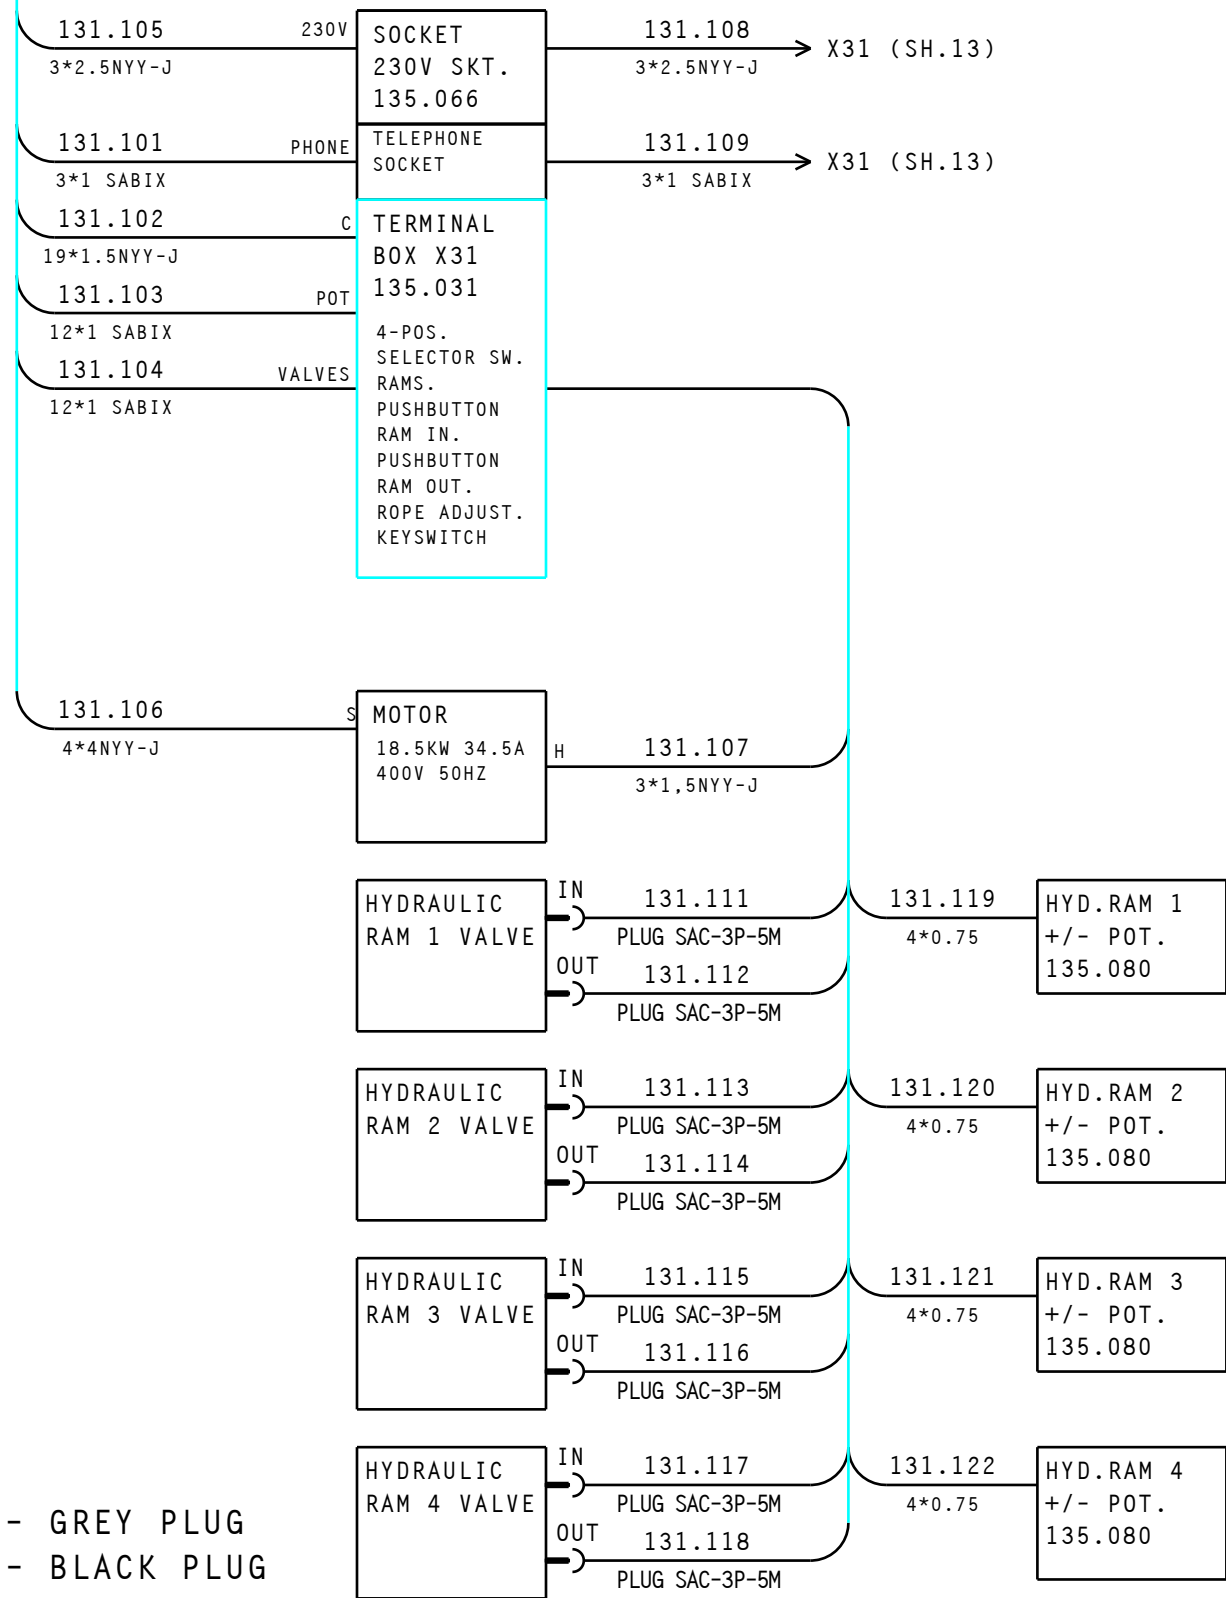 131.105
230V
3*2.5NYY-J
SOCKET
230V SKT.
135.066
131.108
3*2.5NYY-J
X31 (SH.13)
131.101
PHONE
3*1 SABIX
TELEPHONE
SOCKET
131.109
3*1 SABIX
X31 (SH.13)
131.102
C
19*1.5NYY-J
131.103
POT
12*1 SABIX
131.104
VALVES
12*1 SABIX
TERMINAL
BOX X31
135.031
4-POS.
SELECTOR SW.
RAMS.
PUSHBUTTON
RAM IN.
PUSHBUTTON
RAM OUT.
ROPE ADJUST.
KEYSWITCH
131.106
S
4*4NYY-J
MOTOR
18.5KW 34.5A
400V 50HZ
H
131.107
3*1,5NYY-J
HYDRAULIC
RAM 1 VALVE
IN
131.111
PLUG SAC-3P-5M
OUT
131.112
PLUG SAC-3P-5M
131.119
4*0.75
HYD.RAM 1
+/- POT.
135.080
HYDRAULIC
RAM 2 VALVE
IN
131.113
PLUG SAC-3P-5M
OUT
131.114
PLUG SAC-3P-5M
131.120
4*0.75
HYD.RAM 2
+/- POT.
135.080
HYDRAULIC
RAM 3 VALVE
IN
131.115
PLUG SAC-3P-5M
OUT
131.116
PLUG SAC-3P-5M
131.121
4*0.75
HYD.RAM 3
+/- POT.
135.080
HYDRAULIC
RAM 4 VALVE
IN
131.117
PLUG SAC-3P-5M
OUT
131.118
PLUG SAC-3P-5M
131.122
4*0.75
HYD.RAM 4
+/- POT.
135.080
- GREY PLUG
- BLACK PLUG